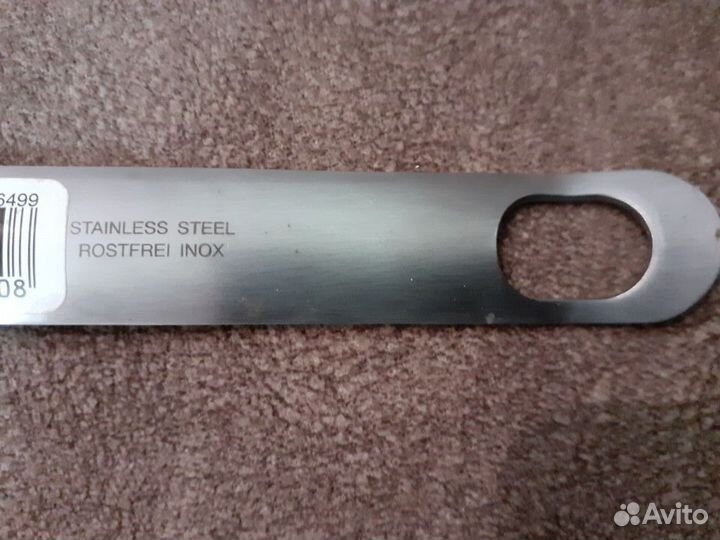 6499
STAINLESS STEEL
ROSTFREI INOX
08
Avito